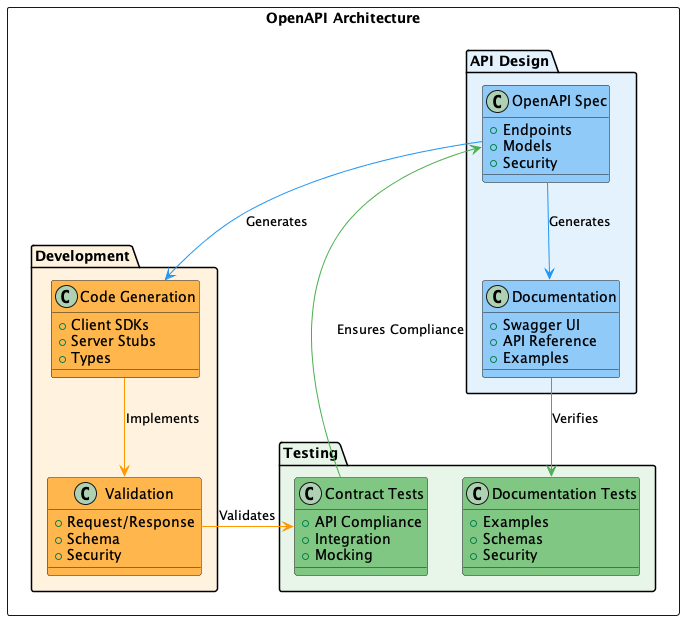 OpenAPI Architecture
API Design
C OpenAPI Spec
Endpoints
Models
Security
Generates
Generates
Development
C Code Generation
Client SDKs
Server Stubs
Types
C Documentation
Swagger UI
API Reference
Examples
Ensures Compliance
Implements
Verifies
Testing
C Validation
Request/Response
Schema
Security
Validates
C Contract Tests
API Compliance
Integration
Mocking
C Documentation Tests
Examples
Schemas
Security